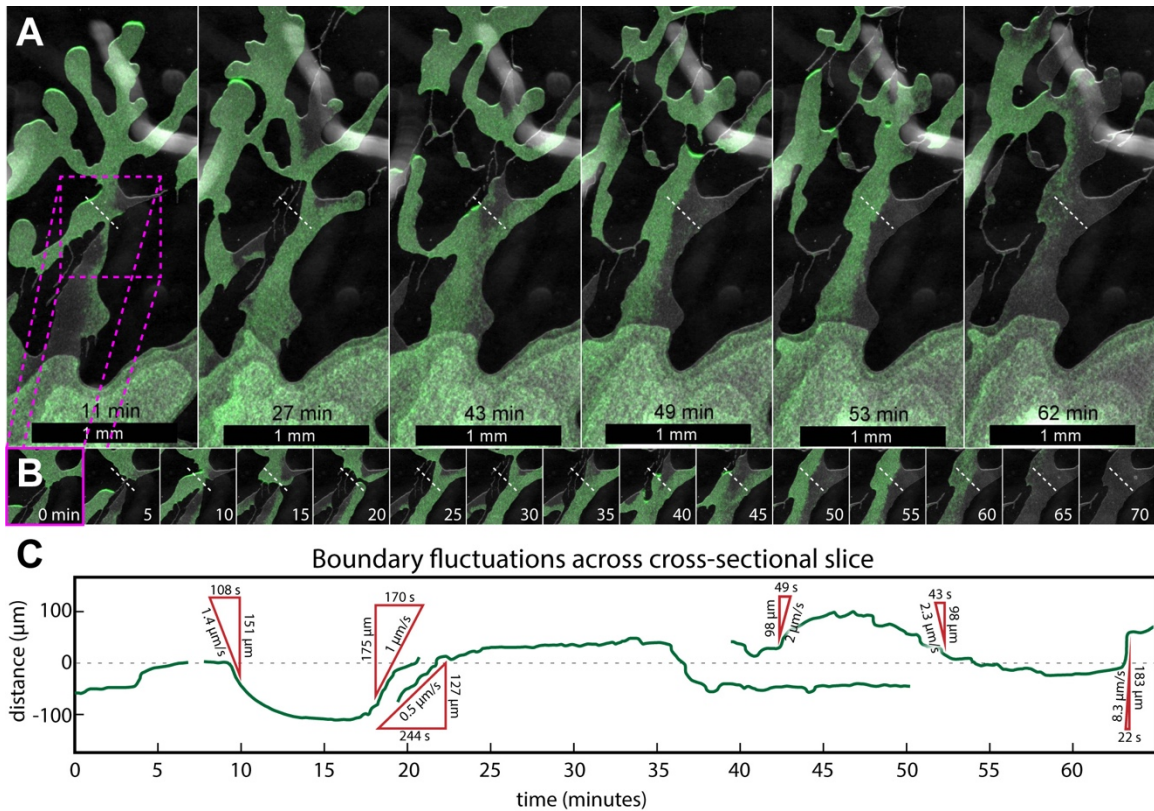 A
11 min
1 mm
27 min
1 mm
43 min
1 mm
49 min
1 mm
53 min
1 mm
62 min
1 mm
B
0 min
5
10
15
20
25
30
35
40
45
50
55
60
65
70
C
Boundary fluctuations across cross-sectional slice
distance (µm)
100
0
-100
108 s
1.4 µm/s
151 µm
170 s
175 µm
1 µm/s
0.5 µm/s
127 µm
244 s
49 s
98 µm
2 µm/s
43 s
2.3 µm/s
98 µm
8.3 µm/s
183 µm
22 s
0
5
10
15
20
25
30
35
40
45
50
55
60
time (minutes)